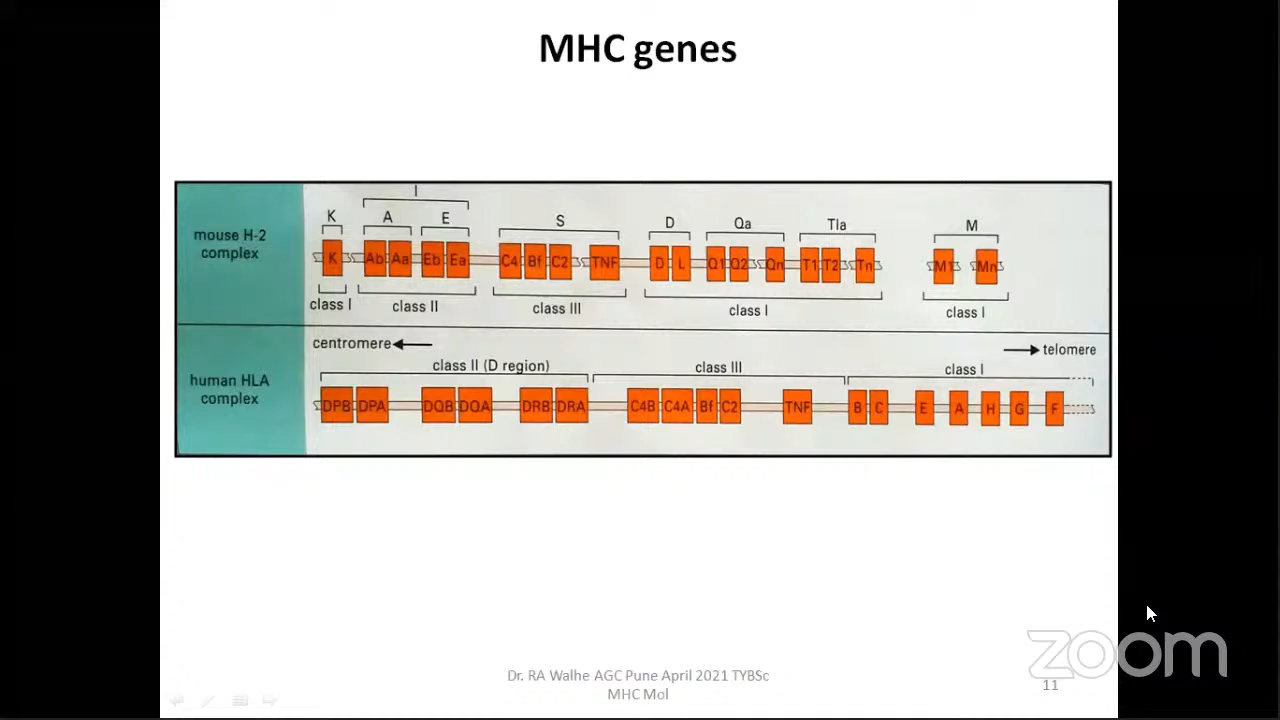 MHC genes
I
K A E S D Qa Tla M
mouse H-2
complex
K Ab Aa Eb Ea C4 Bf C2 TNF D L Q1 Q2 Qn T1 T2 Tn M1 Mn
class I class II class III class I class I
centromere telomere
class II (D region) class III class I
human HLA
complex
DPB DPA DQB DQA DRB DRA C4B C4A Bf C2 TNF B C E A H G F
Dr. RA Walhe AGC Pune April 2021 TYBSc
MHC Mol
11
zoom